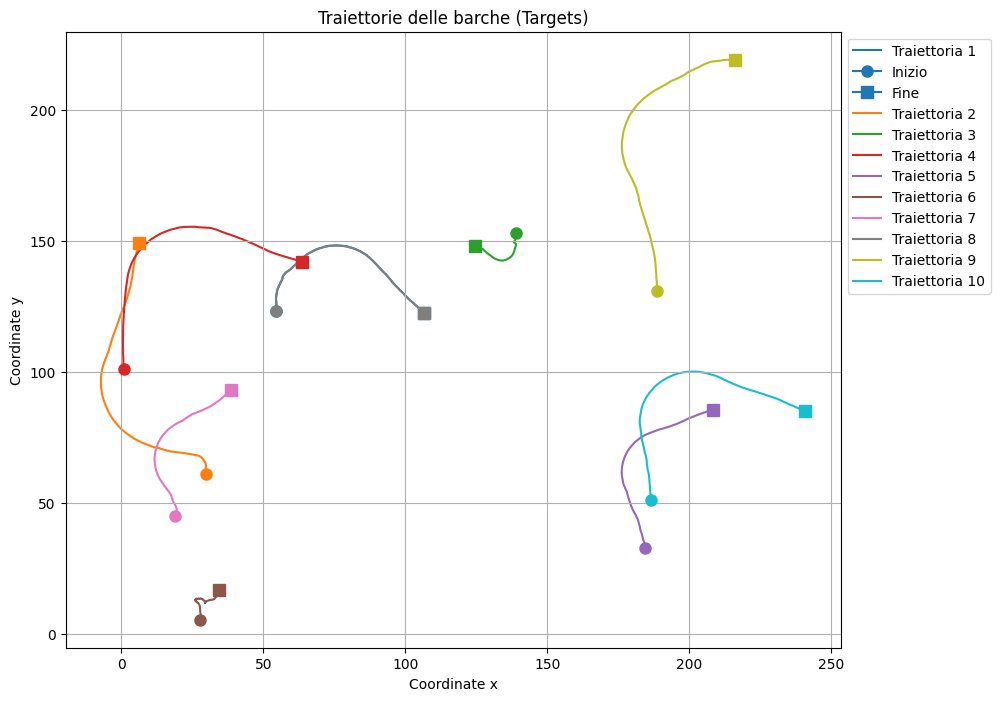 Traiettorie delle barche (Targets)
Coordinate y
200
150
100
50
0
0
50
100
150
200
250
Coordinate x
Traiettoria 1
Inizio
Fine
Traiettoria 2
Traiettoria 3
Traiettoria 4
Traiettoria 5
Traiettoria 6
Traiettoria 7
Traiettoria 8
Traiettoria 9
Traiettoria 10